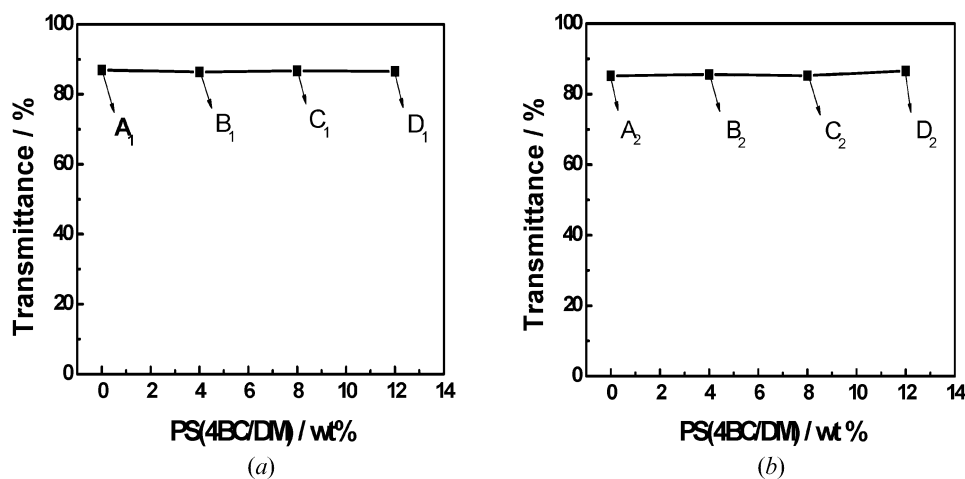 100
80
60
40
20
0
Transmittance / %
A1
B1
C1
D1
0 2 4 6 8 10 12 14
PS(4BC/DM) / wt%
(a)
100
80
60
40
20
0
Transmittance / %
A2
B2
C2
D2
0 2 4 6 8 10 12 14
PS(4BC/DM) / wt %
(b)